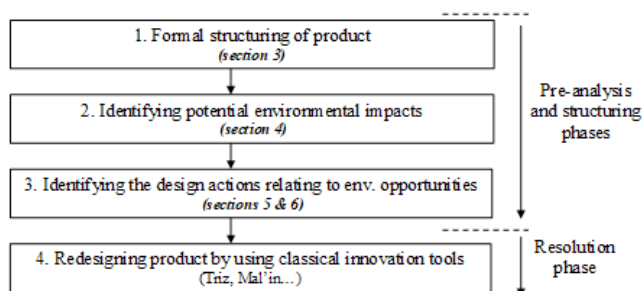 1. Formal structuring of product
(section 3)
2. Identifying potential environmental impacts
(section 4)
3. Identifying the design actions relating to env. opportunities
(sections 5 & 6)
4. Redesigning product by using classical innovation tools
(Triz, Mal'in...)
Pre-analysis
and structuring
phases
Resolution
phase